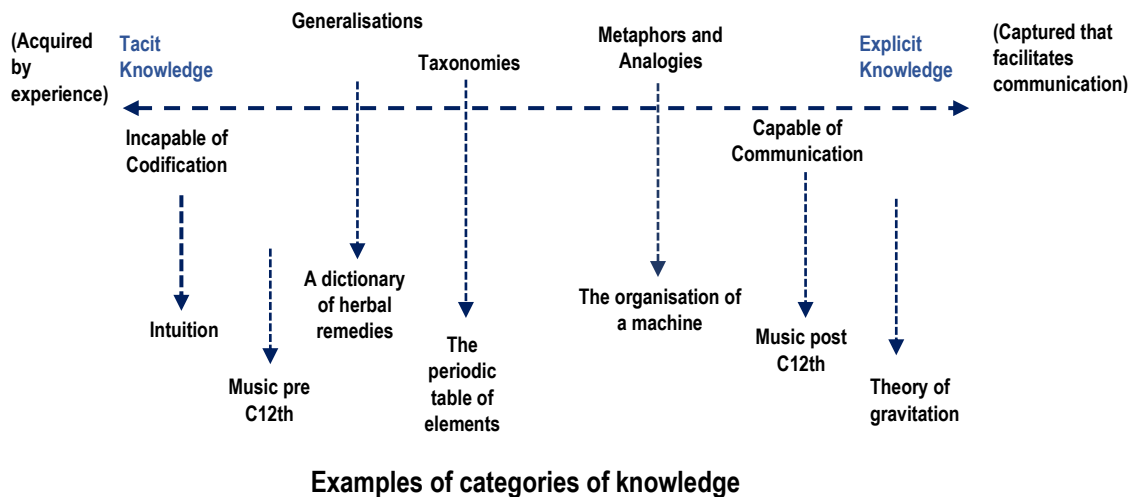 Generalisations
(Acquired
by
experience)
Tacit
Knowledge
Taxonomies
Metaphors and
Analogies
Explicit
Knowledge
(Captured that
facilitates
communication)
Incapable of
Codification
Capable of
Communication
Intuition
Music pre
C12th
A dictionary
of herbal
remedies
The
periodic
table of
elements
The organisation of
a machine
Music post
C12th
Theory of
gravitation
Examples of categories of knowledge